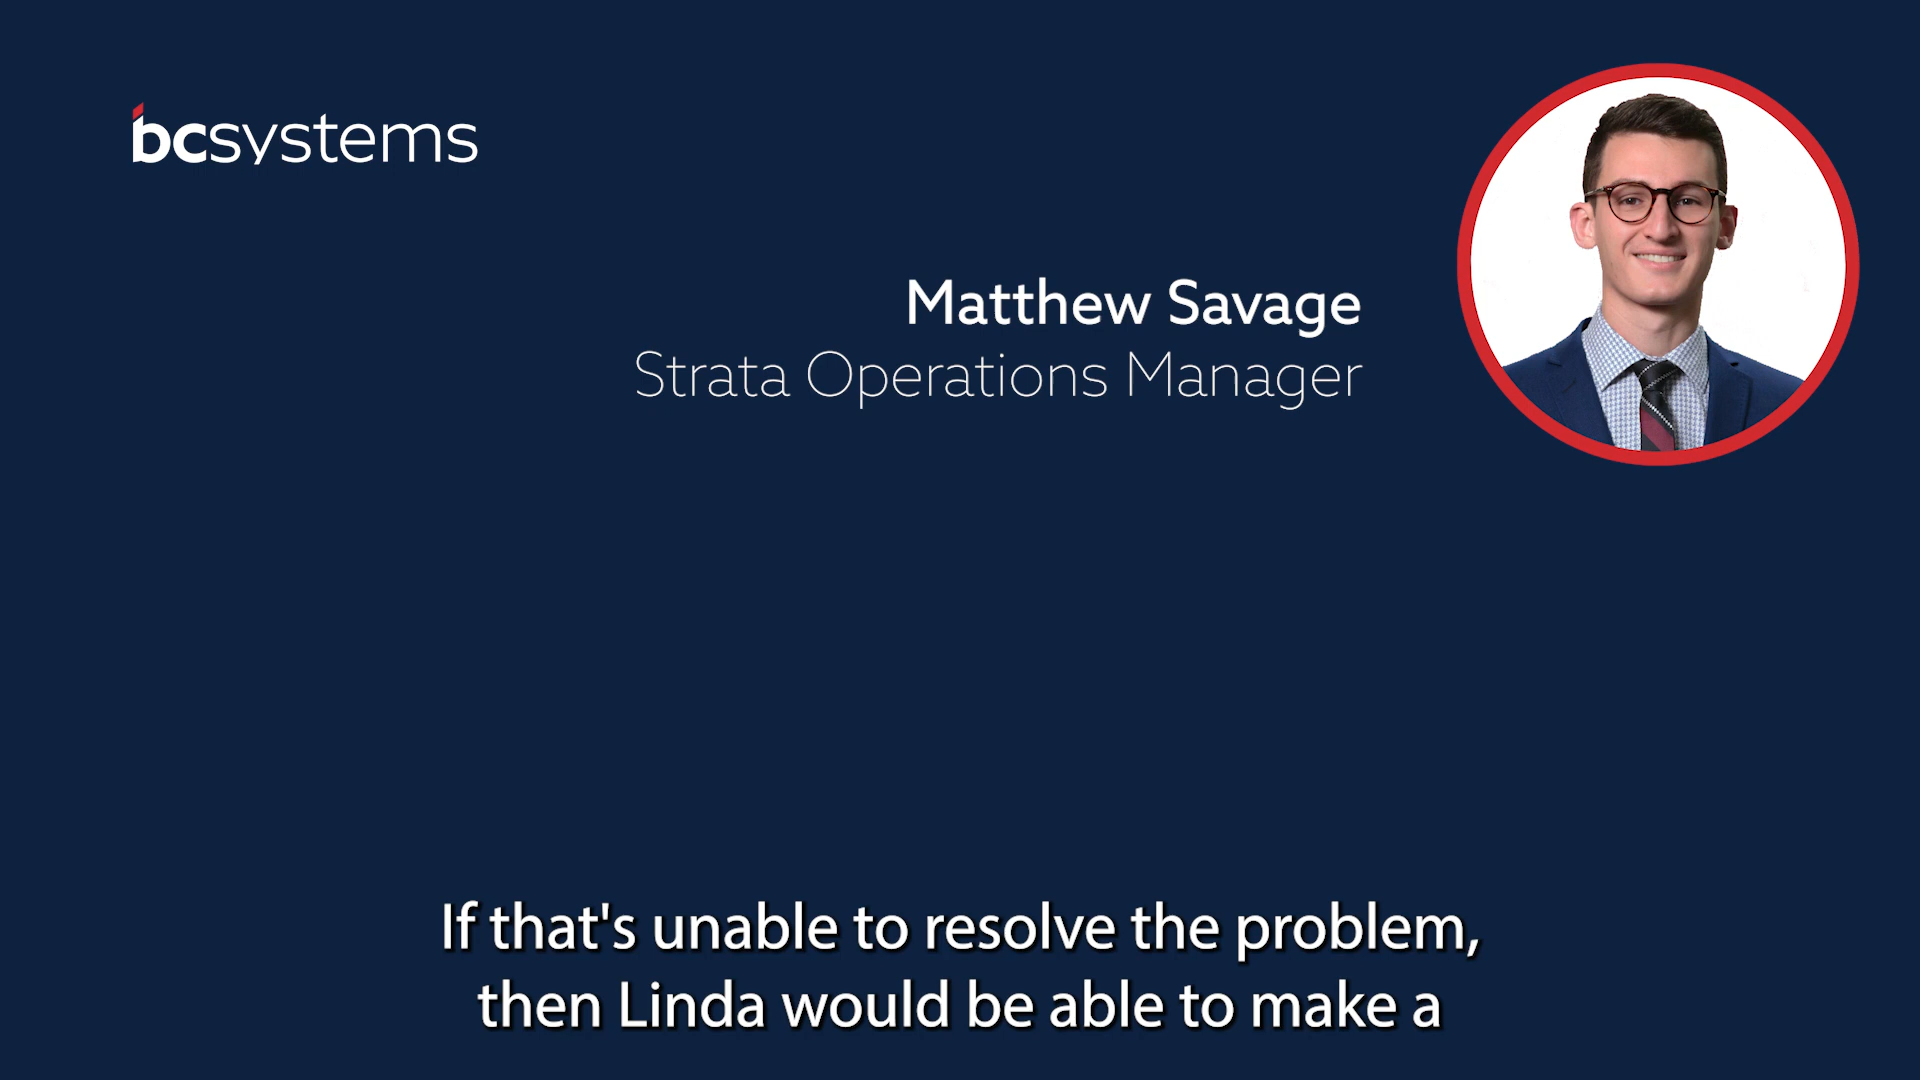 bcsystems
Matthew Savage
Strata Operations Manager
If that's unable to resolve the problem,
then Linda would be able to make a